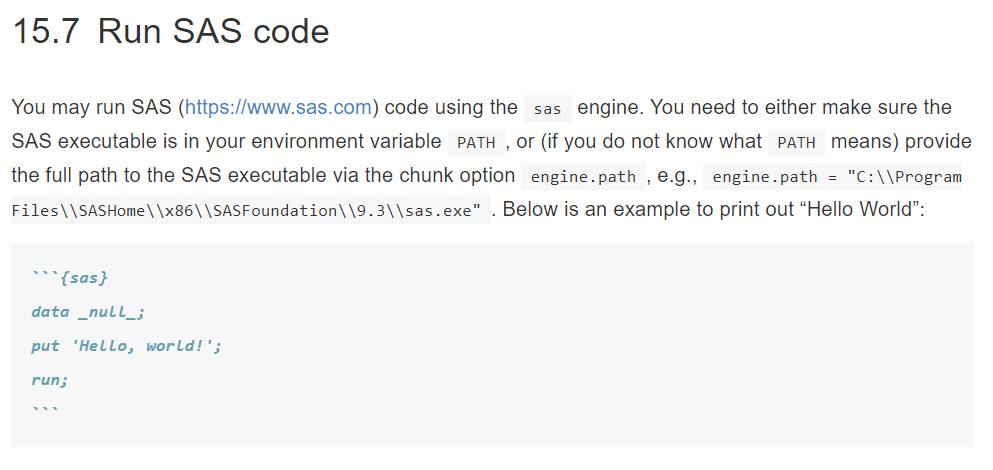 15.7 Run SAS code
You may run SAS (https://www.sas.com) code using the sas engine. You need to either make sure the
SAS executable is in your environment variable PATH , or (if you do not know what PATH means) provide
the full path to the SAS executable via the chunk option engine.path , e.g., engine.path = "C:\\Program
Files\\SASHome\\x86\\SASFoundation\\9.3\\sas.exe" . Below is an example to print out “Hello World”:
```{sas}
data _null_;
put 'Hello, world!';
run;
```